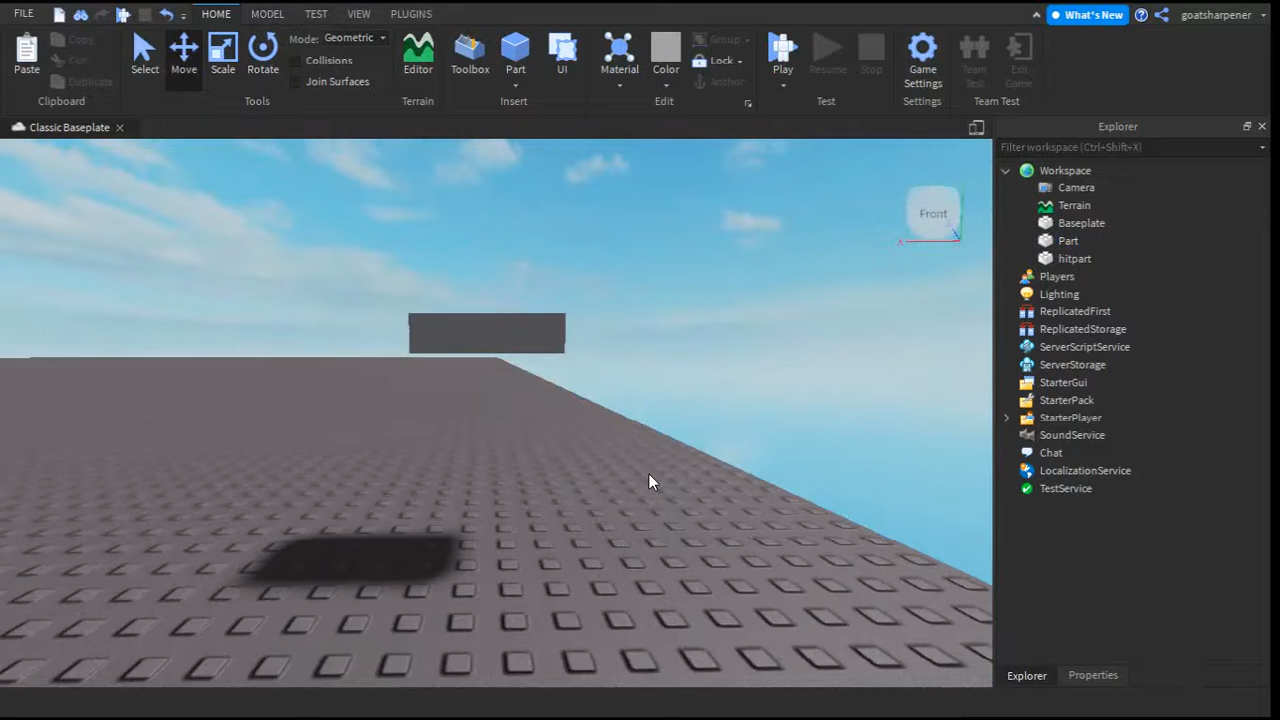 FILE HOME MODEL TEST VIEW PLUGINS What's New goatsharpener
Paste Copy Cut Duplicate
Clipboard
Select Move Scale Rotate
Mode: Geometric
Collisions
Join Surfaces
Tools
Editor
Terrain
Toolbox Part UI
Insert
Material Color Group Lock Anchor
Edit
Play Resume Stop
Test
Game Settings
Settings
Team Test Exit Game
Team Test
Classic Baseplate
Front
X
Explorer
Filter workspace (Ctrl+Shift+X)
Workspace
Camera
Terrain
Baseplate
Part
hitpart
Players
Lighting
ReplicatedFirst
ReplicatedStorage
ServerScriptService
ServerStorage
StarterGui
StarterPack
StarterPlayer
SoundService
Chat
LocalizationService
TestService
Explorer Properties